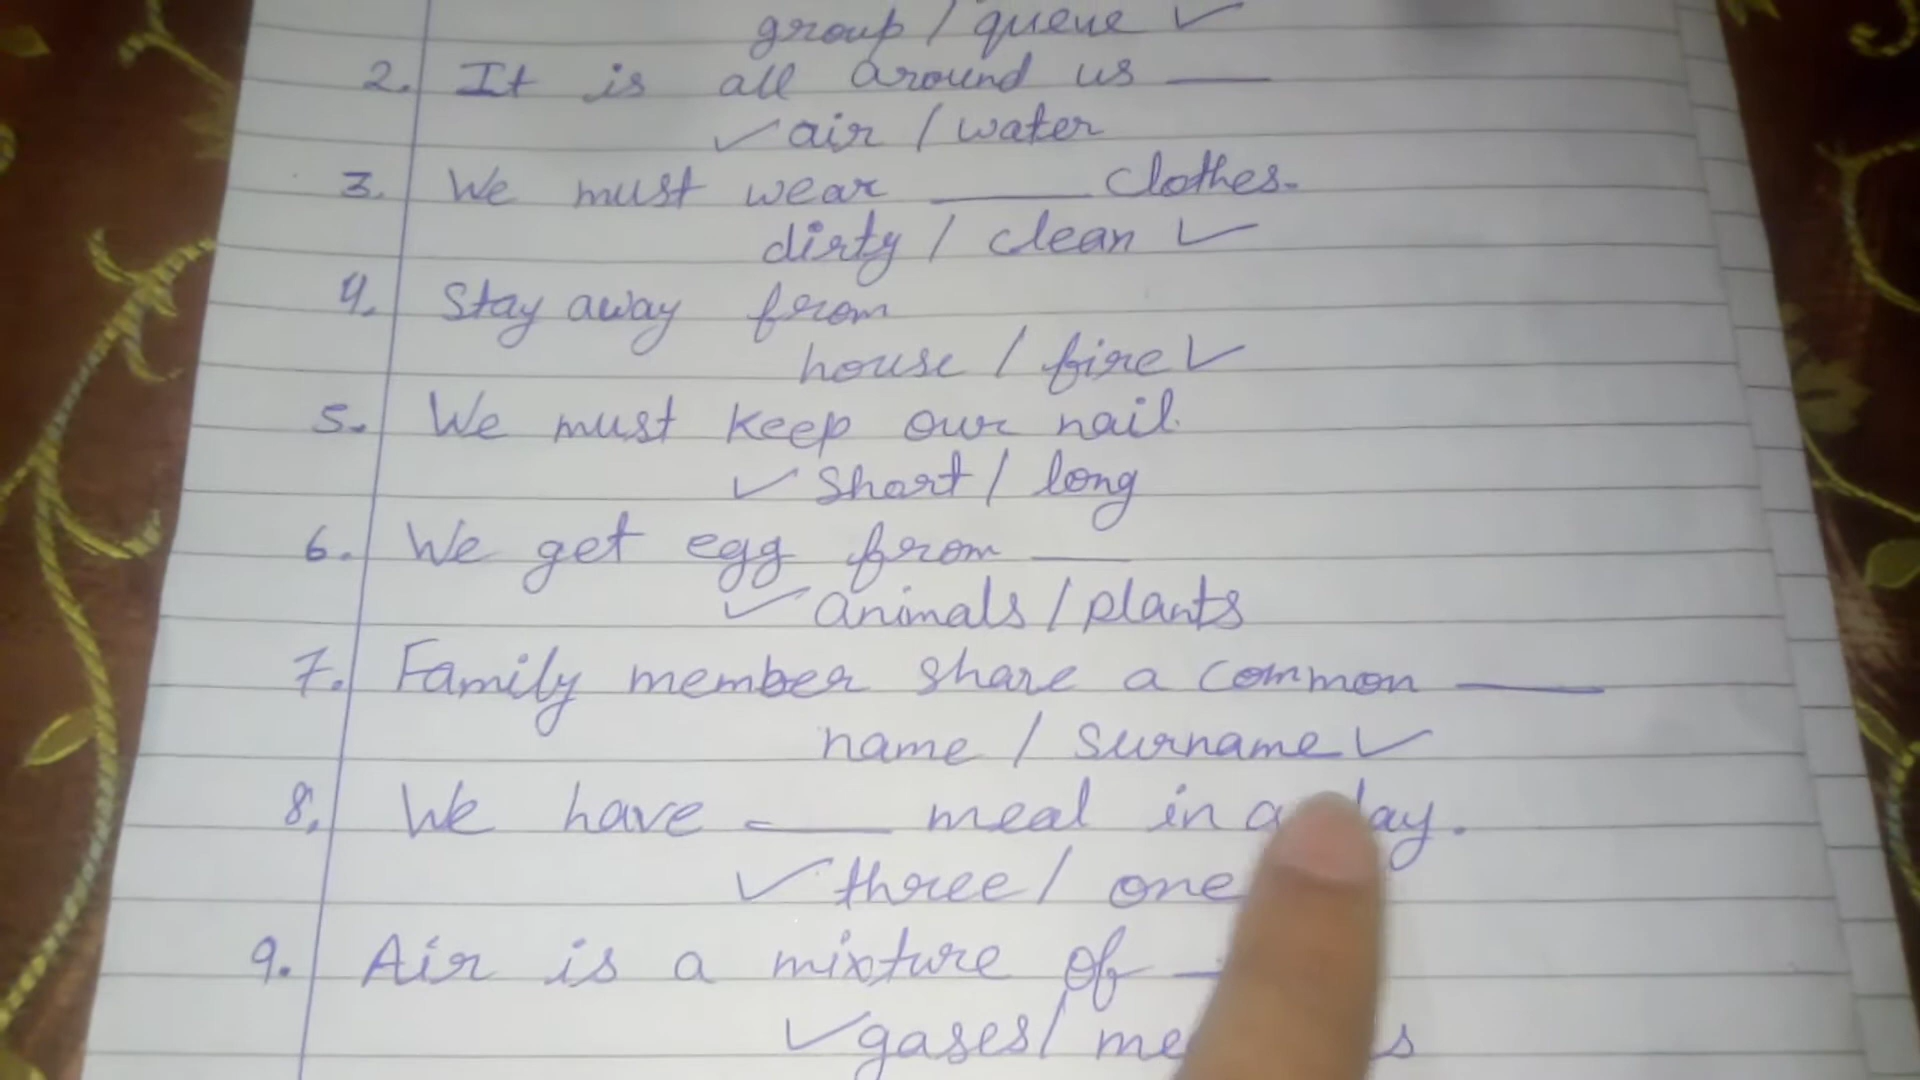 group / queue ✓
2. It is all around us ___
✓ air / water
3. We must wear ___ clothes.
dirty / clean ✓
4. Stay away from
house / fire ✓
5. We must keep our nail.
✓ Short / long
6. We get egg from ___
✓ animals / plants
7. Family member share a common ___
name / surname ✓
8. We have ___ meal in a day.
✓ three / one
9. Air is a mixture of ___
✓ gases /